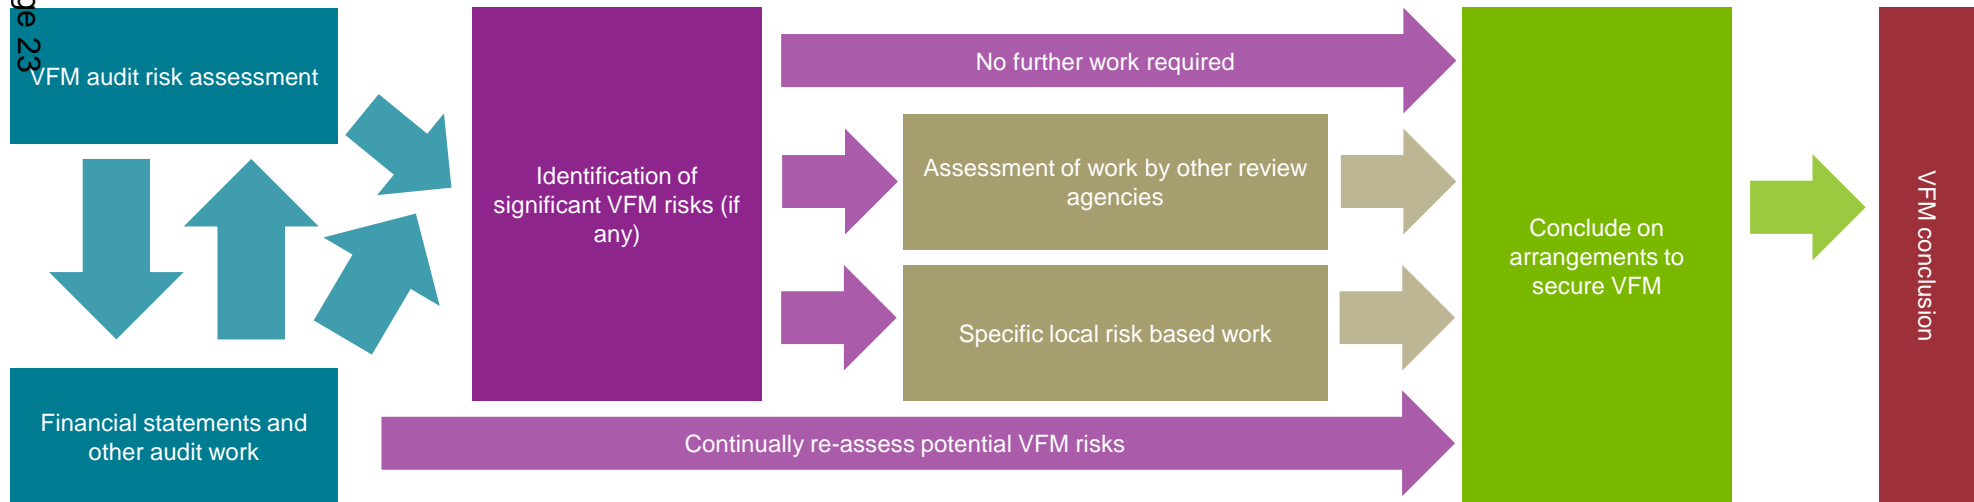 ge 23
VFM audit risk assessment
Financial statements and
other audit work
Identification of
significant VFM risks (if
any)
No further work required
Assessment of work by other review
agencies
Specific local risk based work
Continually re-assess potential VFM risks
Conclude on
arrangements to
secure VFM
VFM conclusion